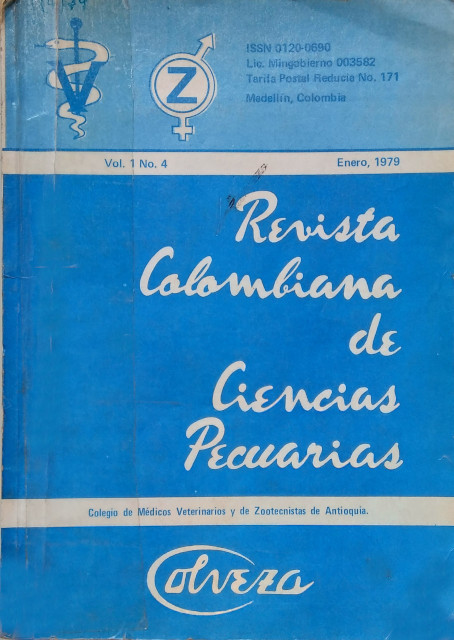 V
Z
ISSN 0120-0690
Lic. Mingobierno 003582
Tarifa Postal Reducie No. 171
Medellín, Colombia
Vol. 1 No. 4
Enero, 1979
Revista
Colombiana
de
Ciencias
Pecuarias
Colegio de Médicos Veterinarios y de Zootecnistas de Antioquia.
Colveza